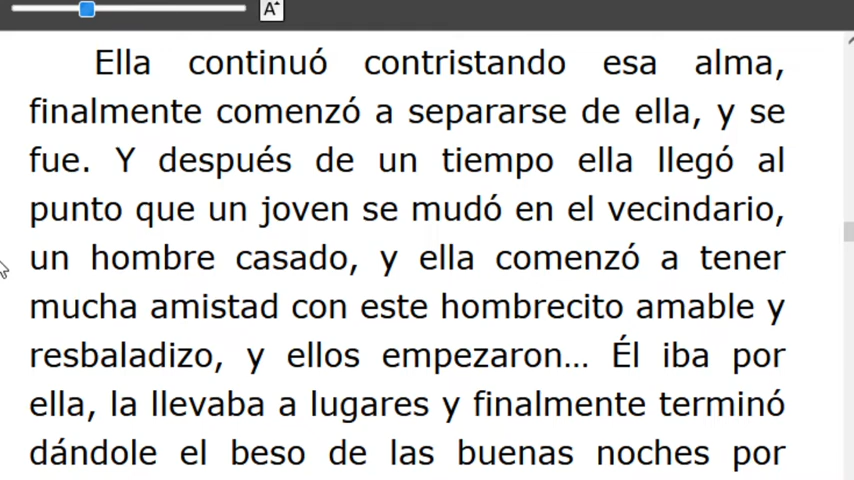 A
Ella continuó contristando esa alma,
finalmente comenzó a separarse de ella, y se
fue. Y después de un tiempo ella llegó al
punto que un joven se mudó en el vecindario,
un hombre casado, y ella comenzó a tener
mucha amistad con este hombrecito amable y
resbaladizo, y ellos empezaron… Él iba por
ella, la llevaba a lugares y finalmente terminó
dándole el beso de las buenas noches por